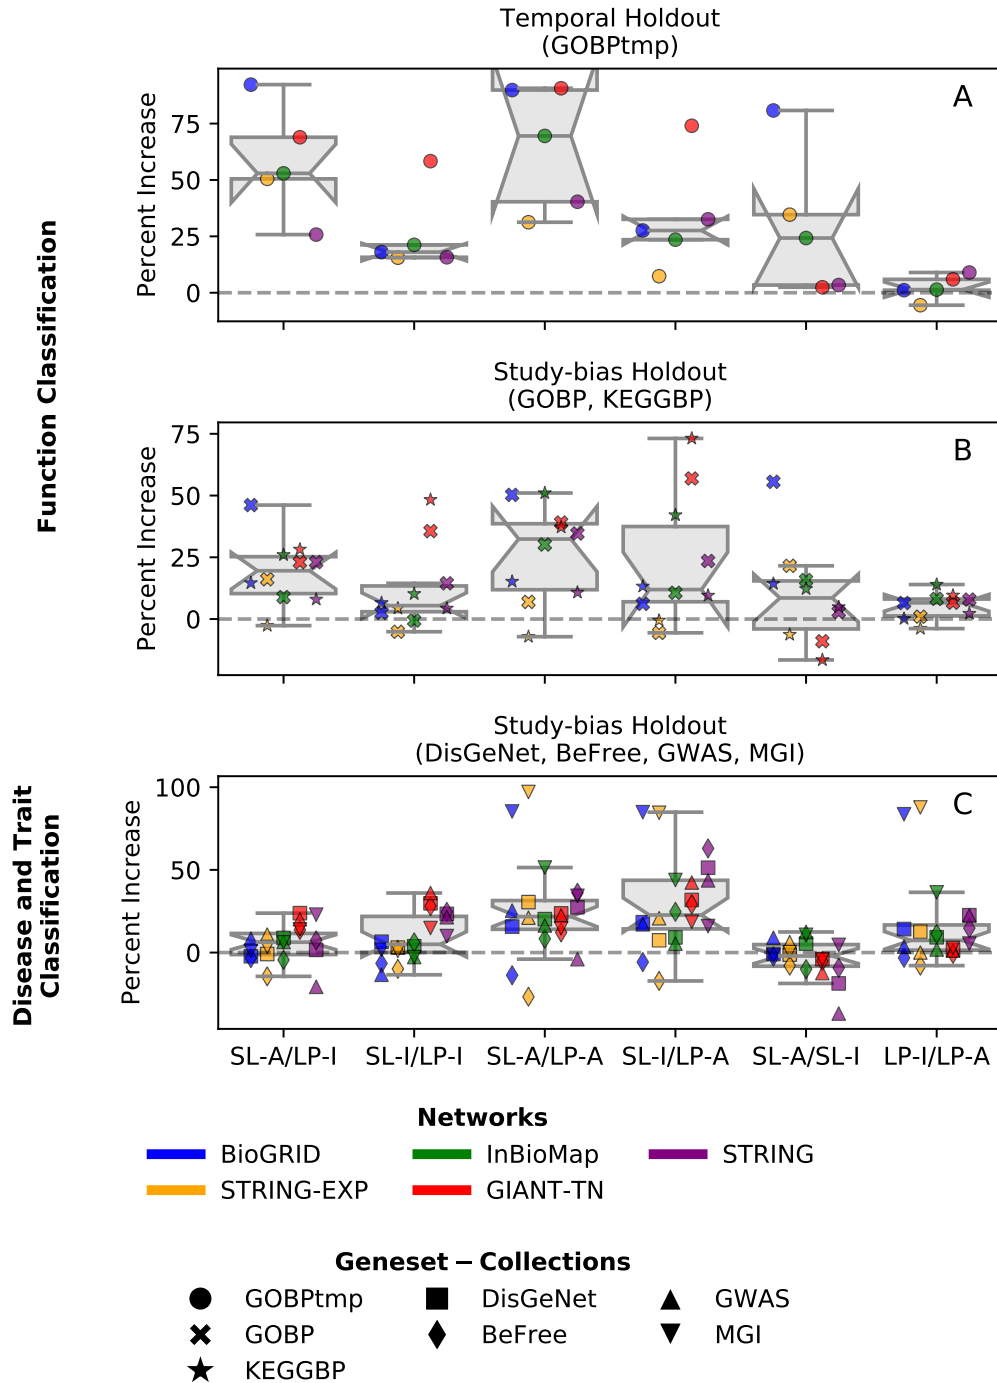 Temporal Holdout
(GOBPtmp)
A
Percent Increase
75
50
25
0
Function Classification
Study-bias Holdout
(GOBP, KEGGBP)
B
Percent Increase
75
50
25
0
Study-bias Holdout
(DisGeNet, BeFree, GWAS, MGI)
C
Disease and Trait
Classification
Percent Increase
100
50
0
SL-A/LP-I SL-I/LP-I SL-A/LP-A SL-I/LP-A SL-A/SL-I LP-I/LP-A
Networks
BioGRID InBioMap STRING
STRING-EXP GIANT-TN
Geneset – Collections
GOBPtmp DisGeNet GWAS
GOBP BeFree MGI
KEGGBP